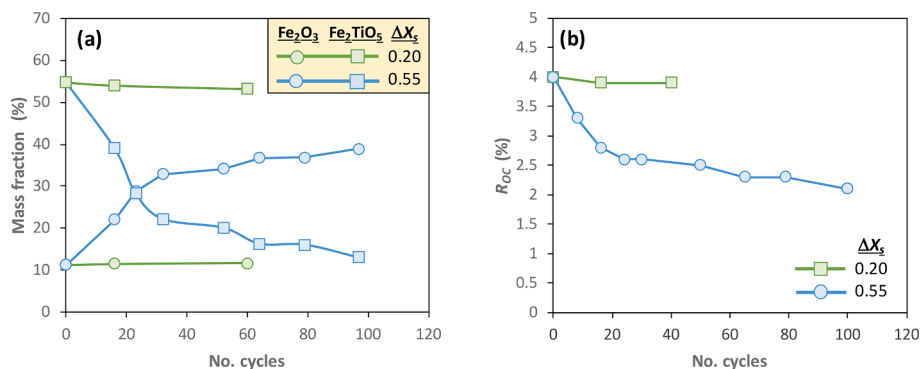 (a)
Fe₂O₃ Fe₂TiO₅ ΔXₛ
0.20
0.55
70
60
50
40
30
20
10
0
Mass fraction (%)
0 20 40 60 80 100 120
No. cycles
(b)
5
4.5
4
3.5
3
2.5
2
1.5
1
0.5
0
R_OC (%)
ΔXₛ
0.20
0.55
0 20 40 60 80 100 120
No. cycles